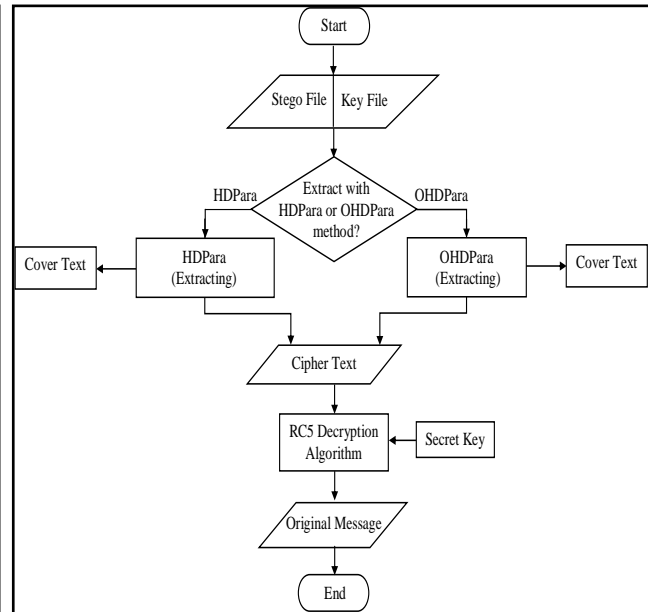 Start
Stego File
Key File
Extract with
HDPara or OHDPara
method?
HDPara
OHDPara
Cover Text
HDPara
(Extracting)
OHDPara
(Extracting)
Cover Text
Cipher Text
RC5 Decryption
Algorithm
Secret Key
Original Message
End